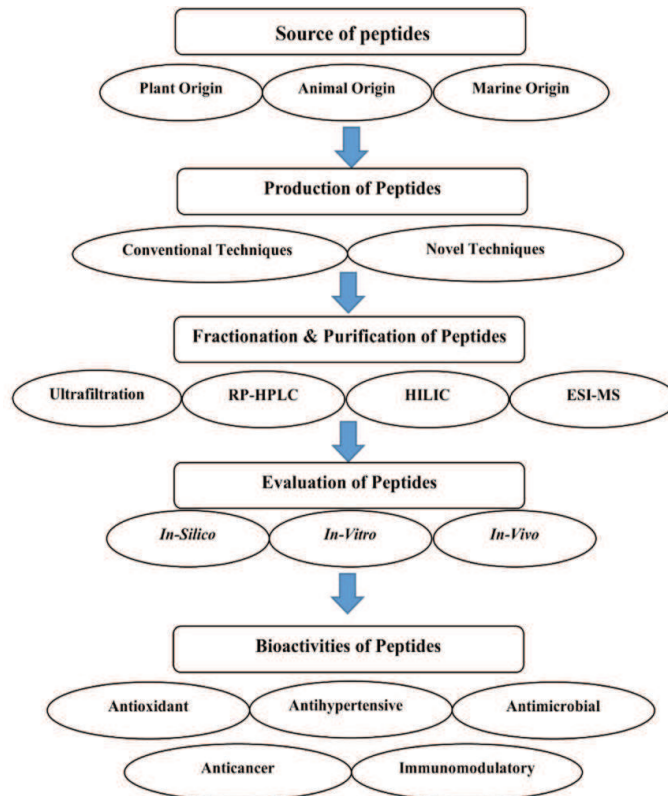 Source of peptides
Plant Origin
Animal Origin
Marine Origin
Production of Peptides
Conventional Techniques
Novel Techniques
Fractionation & Purification of Peptides
Ultrafiltration
RP-HPLC
HILIC
ESI-MS
Evaluation of Peptides
In-Silico
In-Vitro
In-Vivo
Bioactivities of Peptides
Antioxidant
Antihypertensive
Antimicrobial
Anticancer
Immunomodulatory